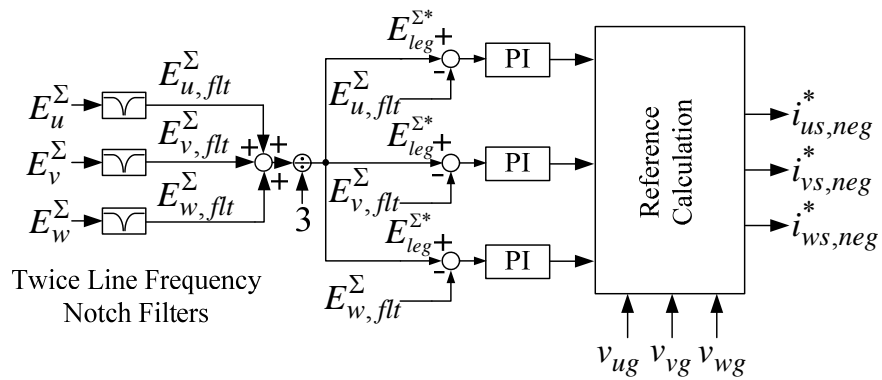 E_u^Σ
E_{u, flt}^Σ
E_v^Σ
E_{v, flt}^Σ
E_w^Σ
E_{w, flt}^Σ
+
+
+
+
÷
3
Twice Line Frequency
Notch Filters
E_{leg}^{Σ*}
+
-
E_{u, flt}^Σ
PI
E_{leg}^{Σ*}
+
-
E_{v, flt}^Σ
PI
E_{leg}^{Σ*}
+
-
E_{w, flt}^Σ
PI
Reference
Calculation
i_{us,neg}^*
i_{vs,neg}^*
i_{ws,neg}^*
v_{ug} v_{vg} v_{wg}